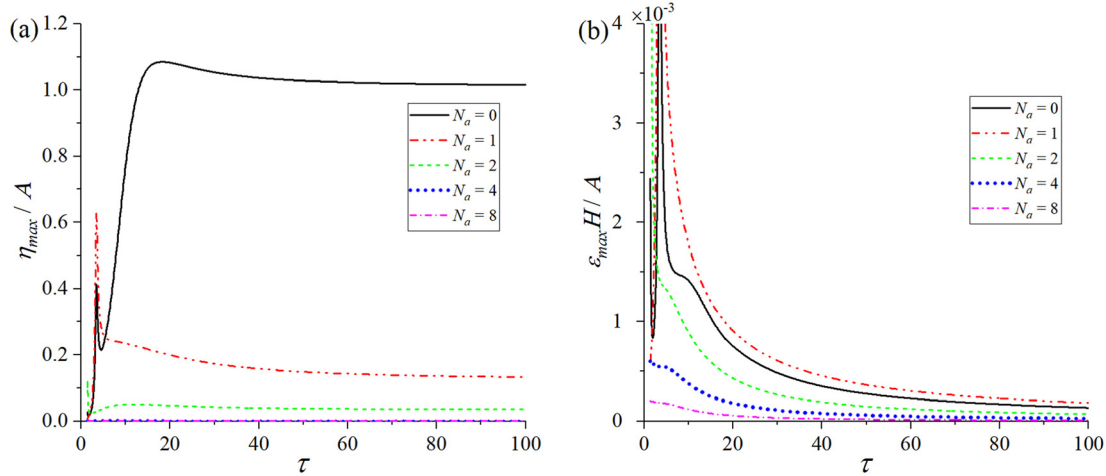 (a)
1.2
1.0
0.8
0.6
0.4
0.2
0.0
η_max / A
0
20
40
60
80
100
τ
N_a = 0
N_a = 1
N_a = 2
N_a = 4
N_a = 8
(b)
×10⁻³
4
3
2
1
0
ε_max H / A
0
20
40
60
80
100
τ
N_a = 0
N_a = 1
N_a = 2
N_a = 4
N_a = 8